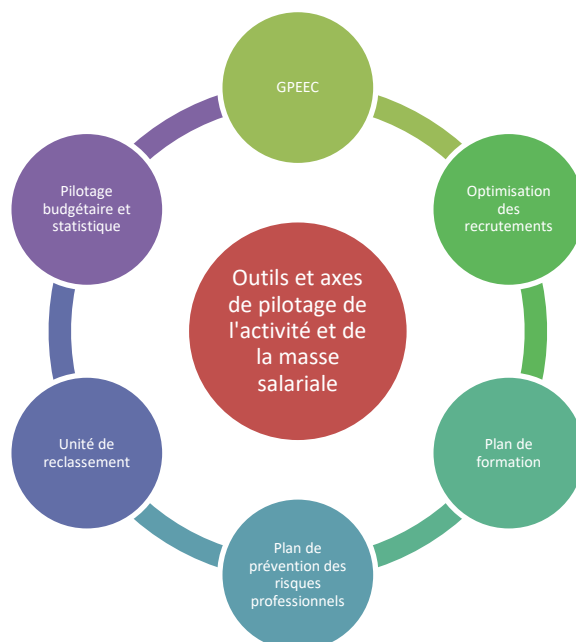 GPEEC
Optimisation
des
recrutements
Plan de
formation
Plan de
prévention des
risques
professionnels
Unité de
reclassement
Pilotage
budgétaire et
statistique
Outils et axes
de pilotage de
l'activité et de
la masse
salariale